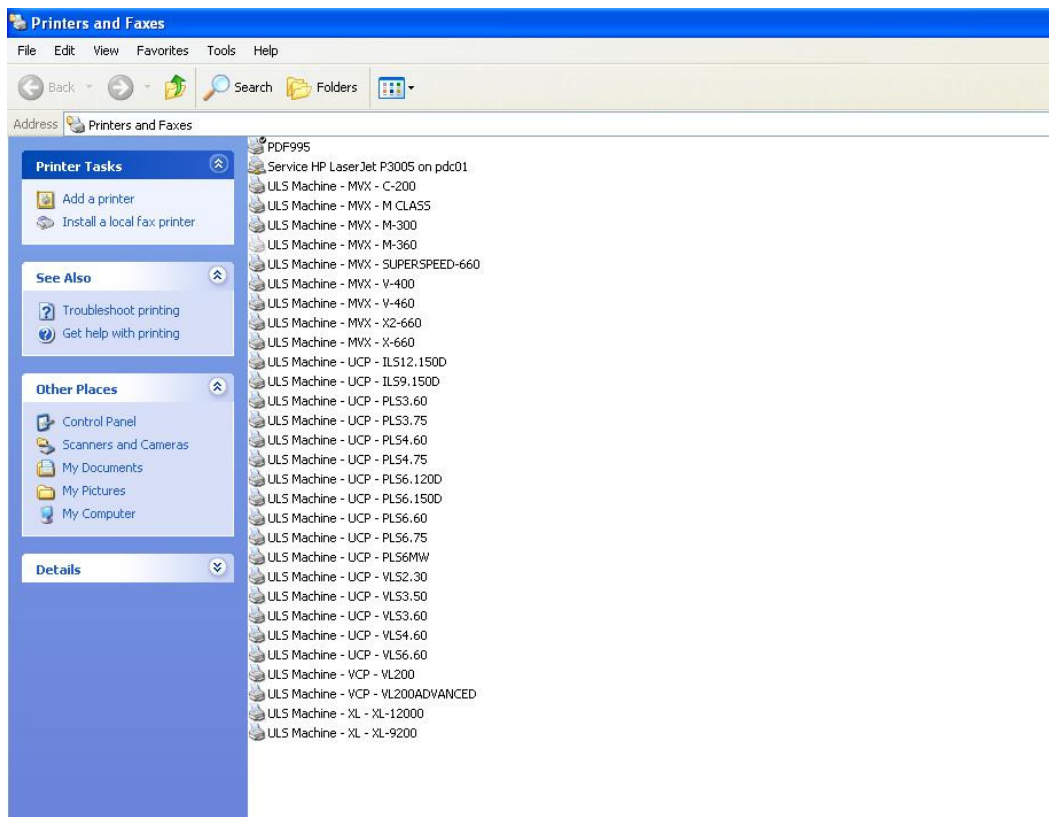 Printers and Faxes
File Edit View Favorites Tools Help
Back Search Folders
Address Printers and Faxes
Printer Tasks
Add a printer
Install a local fax printer
See Also
Troubleshoot printing
Get help with printing
Other Places
Control Panel
Scanners and Cameras
My Documents
My Pictures
My Computer
Details
PDF995
Service HP LaserJet P3005 on pdc01
ULS Machine - MVX - C-200
ULS Machine - MVX - M CLASS
ULS Machine - MVX - M-300
ULS Machine - MVX - M-360
ULS Machine - MVX - SUPERSPEED-660
ULS Machine - MVX - V-400
ULS Machine - MVX - V-460
ULS Machine - MVX - X2-660
ULS Machine - MVX - X-660
ULS Machine - UCP - ILS12.150D
ULS Machine - UCP - ILS9.150D
ULS Machine - UCP - PLS3.60
ULS Machine - UCP - PLS3.75
ULS Machine - UCP - PLS4.60
ULS Machine - UCP - PLS4.75
ULS Machine - UCP - PLS6.120D
ULS Machine - UCP - PLS6.150D
ULS Machine - UCP - PLS6.60
ULS Machine - UCP - PLS6.75
ULS Machine - UCP - PLS6MW
ULS Machine - UCP - VLS2.30
ULS Machine - UCP - VLS3.50
ULS Machine - UCP - VLS3.60
ULS Machine - UCP - VLS4.60
ULS Machine - UCP - VLS6.60
ULS Machine - VCP - VL200
ULS Machine - VCP - VL200ADVANCED
ULS Machine - XL - XL-12000
ULS Machine - XL - XL-9200